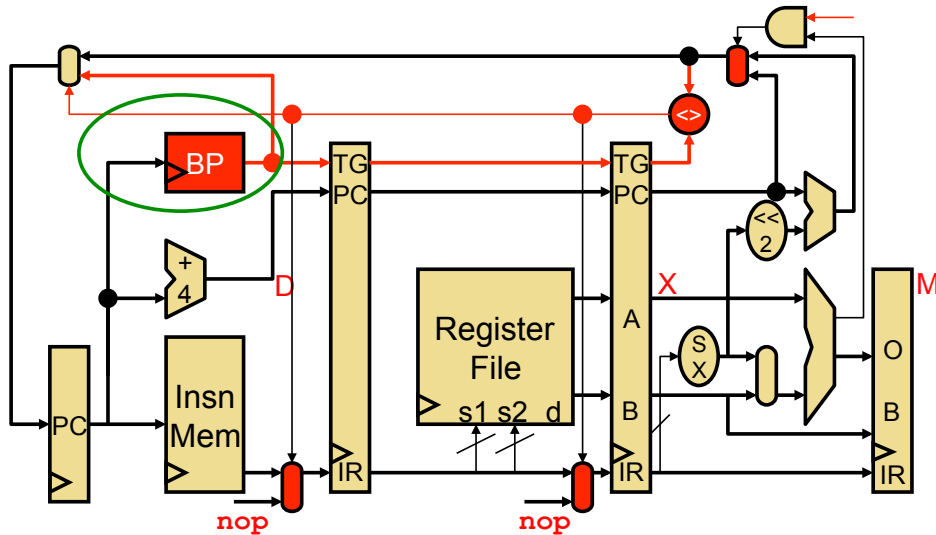 <>
BP
TG
PC
TG
PC
<<
2
+
4
D
X
M
Register
File
A
S
X
O
PC
Insn
Mem
s1 s2 d
B
B
IR
IR
IR
nop
nop